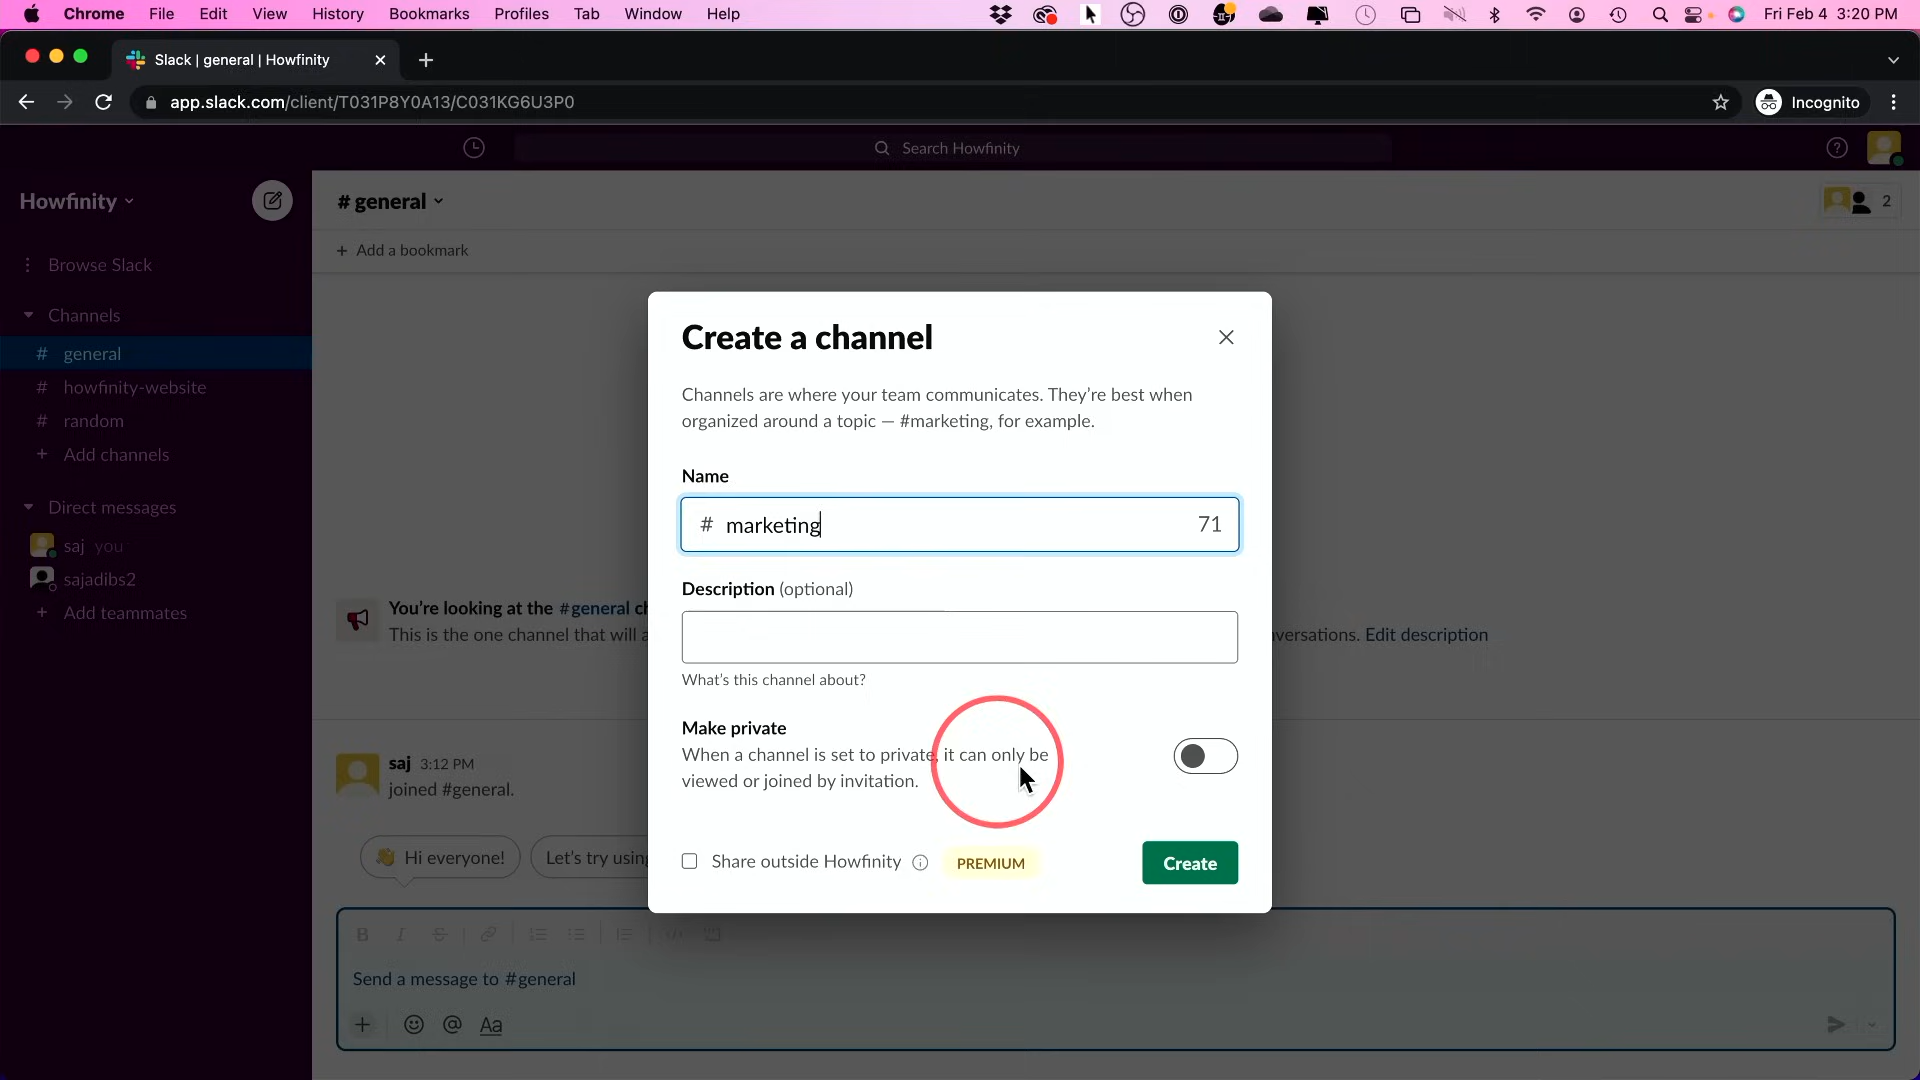 Chrome File Edit View History Bookmarks Profiles Tab Window Help Fri Feb 4 3:20 PM
Slack | general | Howfinity
app.slack.com/client/T031P8Y0A13/C031KG6U3P0 Incognito
Search Howfinity
Howfinity
# general
2
Add a bookmark
Browse Slack
Channels
# general
# howfinity-website
# random
+ Add channels
Direct messages
saj you
sajadibs2
+ Add teammates
Create a channel
Channels are where your team communicates. They’re best when
organized around a topic — #marketing, for example.
Name
# marketing 71
Description (optional)
What’s this channel about?
Make private
When a channel is set to private, it can only be
viewed or joined by invitation.
Share outside Howfinity PREMIUM
Create
You’re looking at the #general ch
This is the one channel that will a
nversations. Edit description
saj 3:12 PM
joined #general.
👋 Hi everyone!
Let’s try using
Send a message to #general
Aa